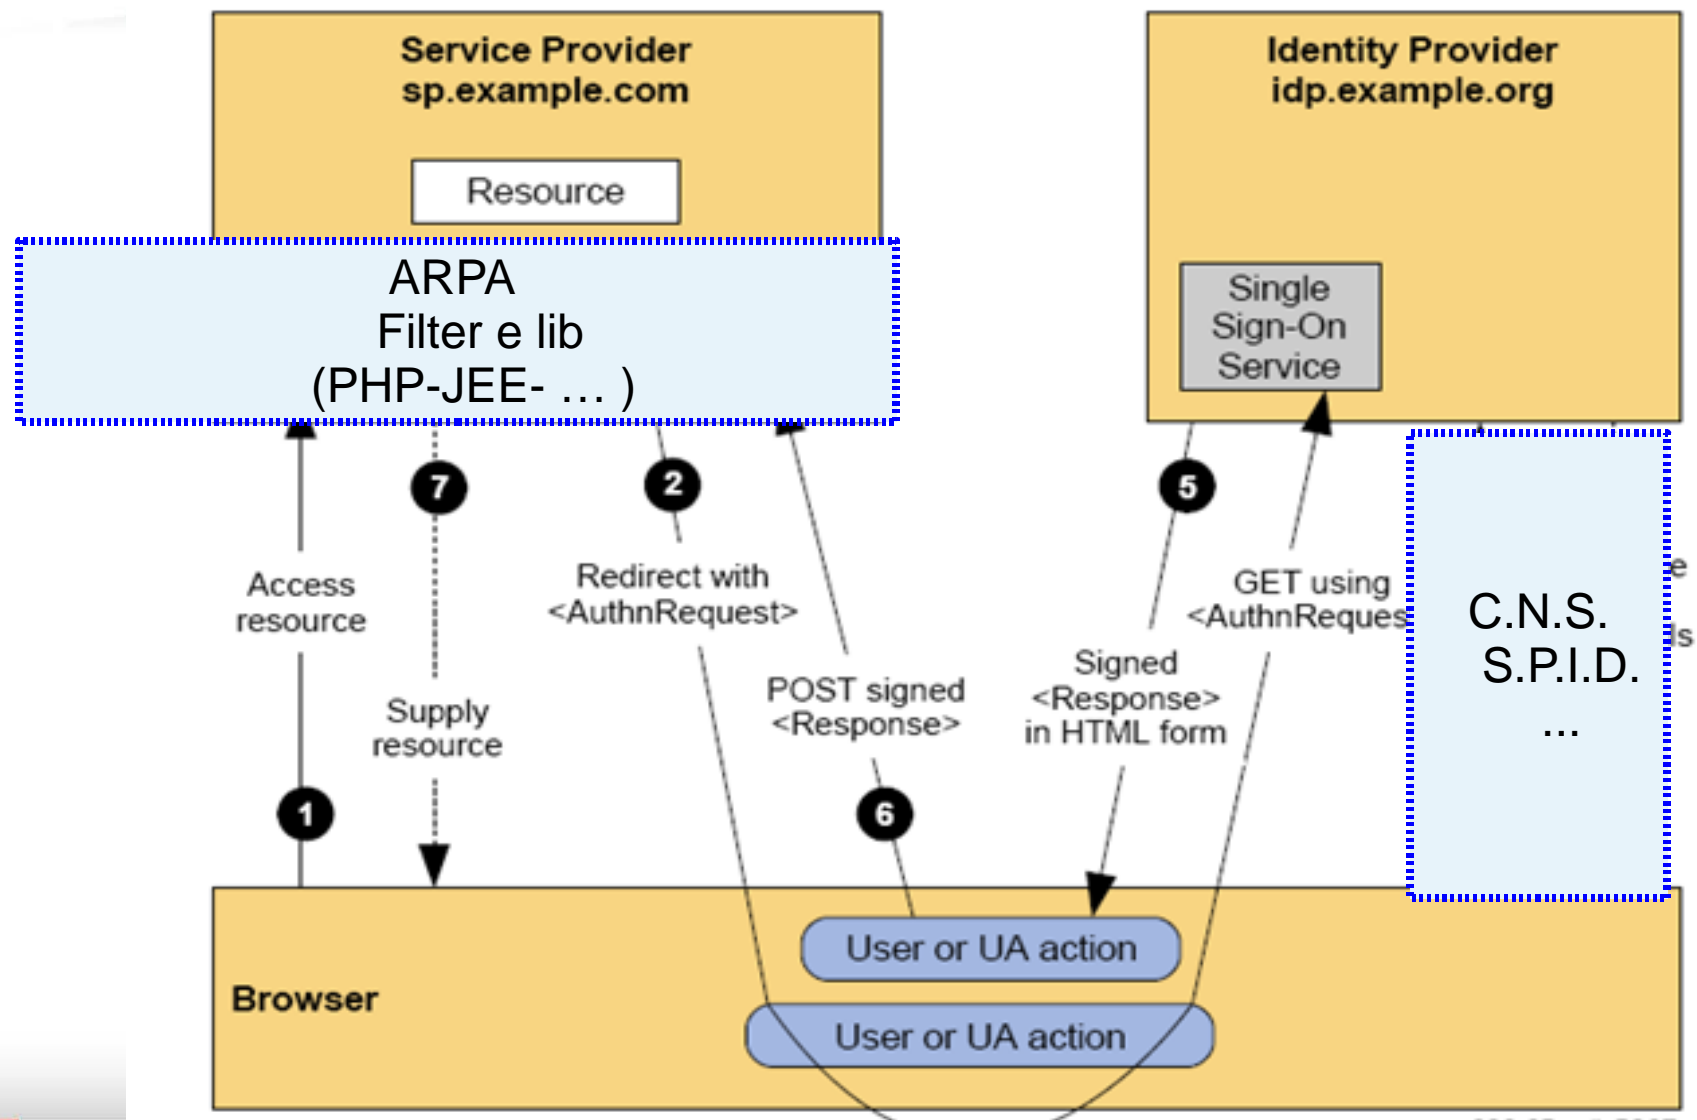 Service Provider
sp.example.com
Resource
ARPA
Filter e lib
(PHP-JEE- … )
Identity Provider
idp.example.org
Single
Sign-On
Service
7
2
5
Access
resource
Redirect with
<AuthnRequest>
GET using
<AuthnReques
C.N.S.
S.P.I.D.
...
e
ls
Supply
resource
POST signed
<Response>
Signed
<Response>
in HTML form
1
6
User or UA action
Browser
User or UA action